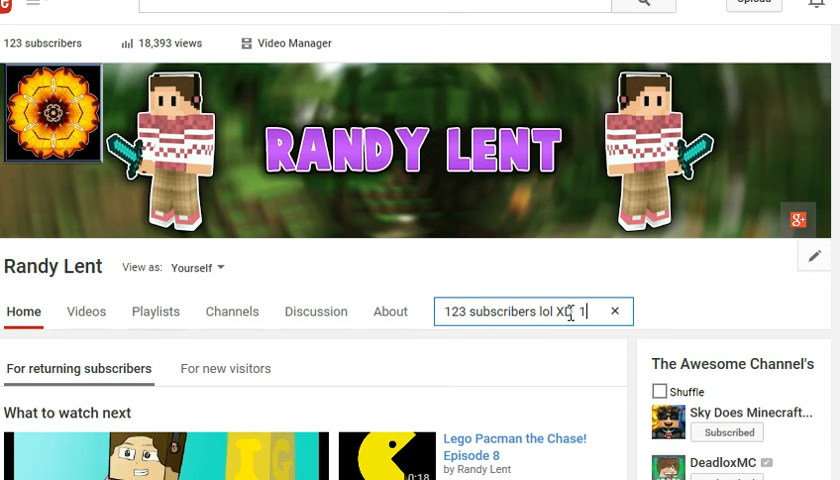 Upload
123 subscribers
18,393 views
Video Manager
RANDY LENT
g+
Randy Lent
View as: Yourself
Home Videos Playlists Channels Discussion About
123 subscribers lol XD 1
For returning subscribers
For new visitors
What to watch next
IG
Lego Pacman the Chase!
Episode 8
by Randy Lent
0:18
The Awesome Channel's
Shuffle
Sky Does Minecraft...
Subscribed
DeadloxMC